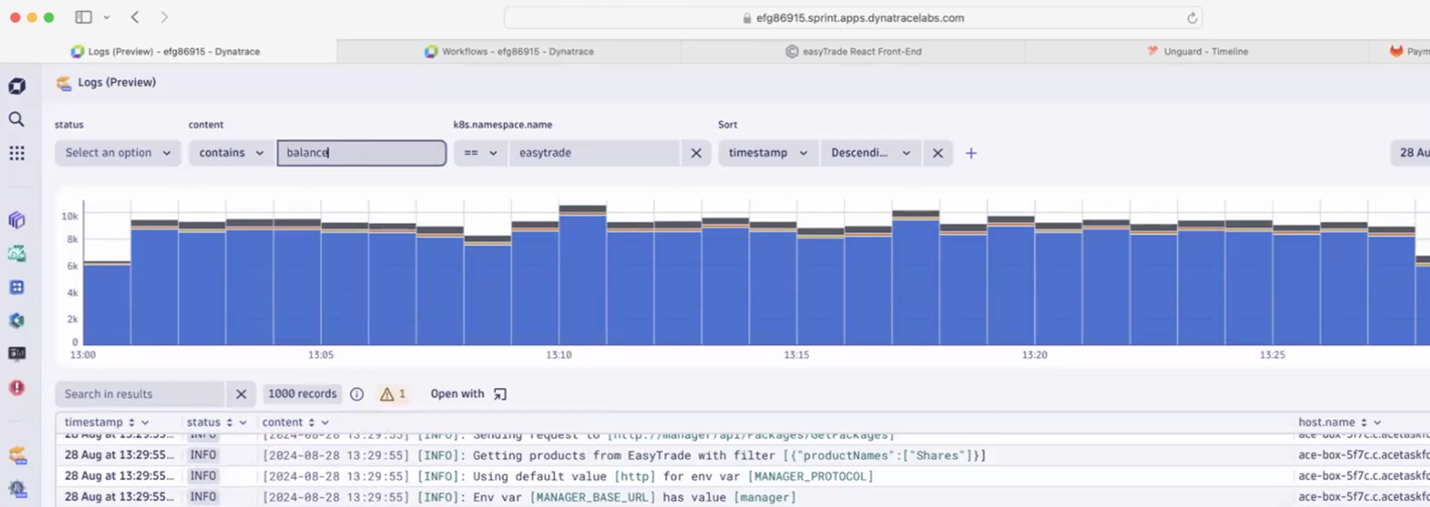 efg86915.sprint.apps.dynatracelabs.com
Logs (Preview) - efg86915 - Dynatrace
Workflows - efg86915 - Dynatrace
easyTrade React Front-End
Unguard - Timeline
Paym
Logs (Preview)
status content k8s.namespace.name Sort
Select an option contains balance == easytrade timestamp Descendi... 28 Au
10k
8k
6k
4k
2k
0
13:00 13:05 13:10 13:15 13:20 13:25
Search in results 1000 records 1 Open with
timestamp status content host.name
28 Aug at 13:29:55... INFO [2024-08-28 13:29:55] [INFO]: Sending request to [http://manager/api/Packages/GetPackages] ace-box-5f7c.c.acetaskfo
28 Aug at 13:29:55... INFO [2024-08-28 13:29:55] [INFO]: Getting products from EasyTrade with filter [{"productNames":["Shares"]}] ace-box-5f7c.c.acetaskfo
28 Aug at 13:29:55... INFO [2024-08-28 13:29:55] [INFO]: Using default value [http] for env var [MANAGER_PROTOCOL] ace-box-5f7c.c.acetaskfo
28 Aug at 13:29:55... INFO [2024-08-28 13:29:55] [INFO]: Env var [MANAGER_BASE_URL] has value [manager] ace-box-5f7c.c.acetaskfo